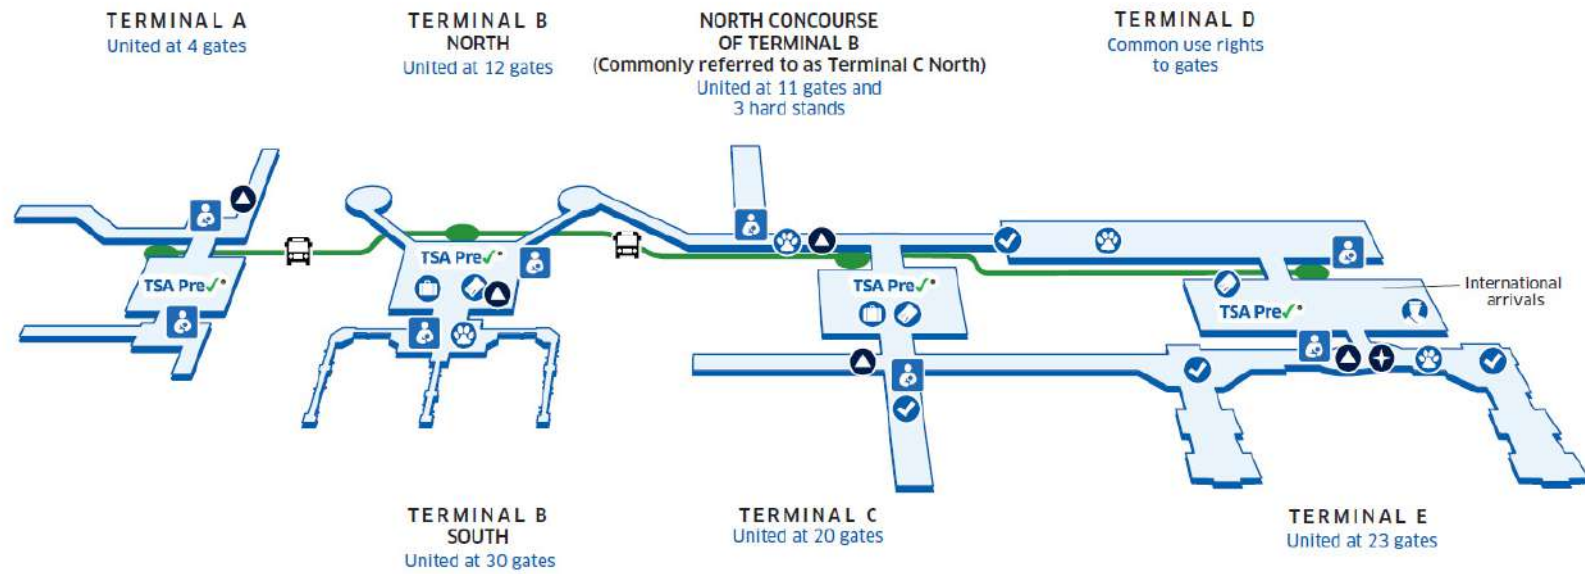 TERMINAL A
United at 4 gates
TERMINAL B
NORTH
United at 12 gates
NORTH CONCOURSE
OF TERMINAL B
(Commonly referred to as Terminal C North)
United at 11 gates and
3 hard stands
TERMINAL D
Common use rights
to gates
TSA Pre✓®
TSA Pre✓®
TSA Pre✓®
TSA Pre✓®
International
arrivals
TERMINAL B
SOUTH
United at 30 gates
TERMINAL C
United at 20 gates
TERMINAL E
United at 23 gates